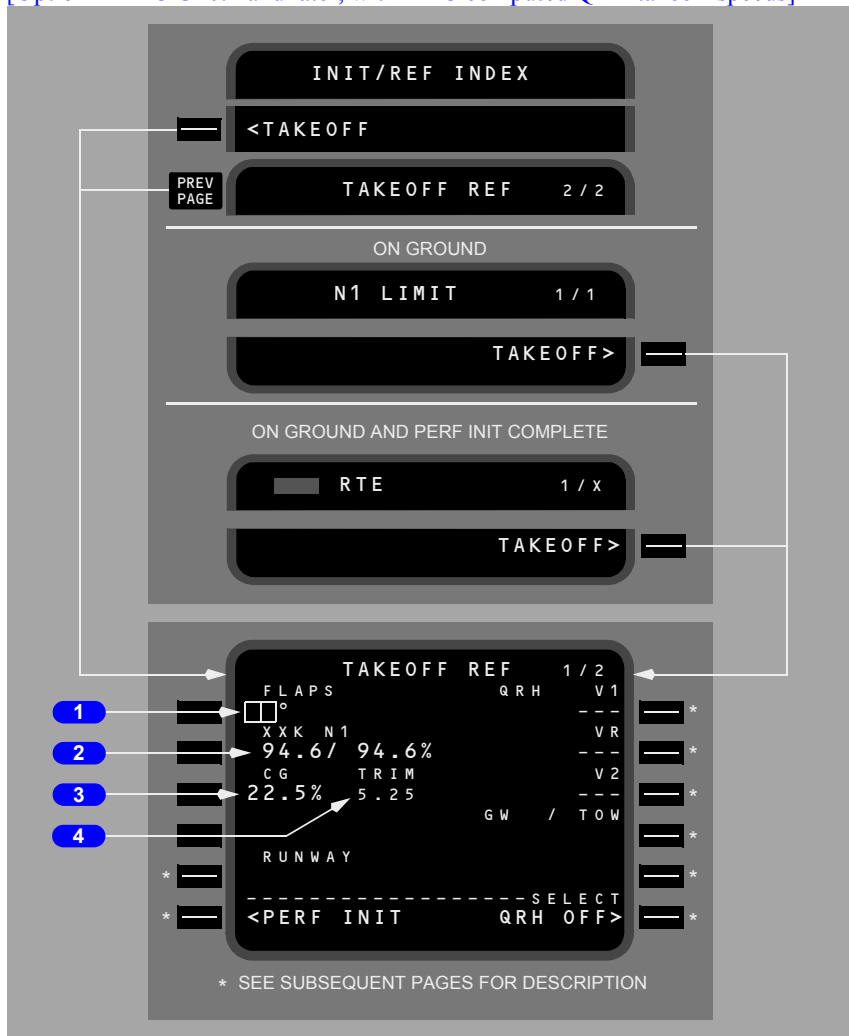 INIT/REF INDEX
<TAKEOFF
PREV
PAGE
TAKEOFF REF 2/2
ON GROUND
N1 LIMIT 1/1
TAKEOFF>
ON GROUND AND PERF INIT COMPLETE
RTE 1/X
TAKEOFF>
TAKEOFF REF 1/2
FLAPS QRH V1
1 ° --- *
XXK N1 VR
2 94.6/ 94.6% --- *
CG TRIM V2
3 22.5% 5.25 --- *
GW / TOW
4 *
RUNWAY
* *
------------------SELECT
* <PERF INIT QRH OFF> *
* SEE SUBSEQUENT PAGES FOR DESCRIPTION